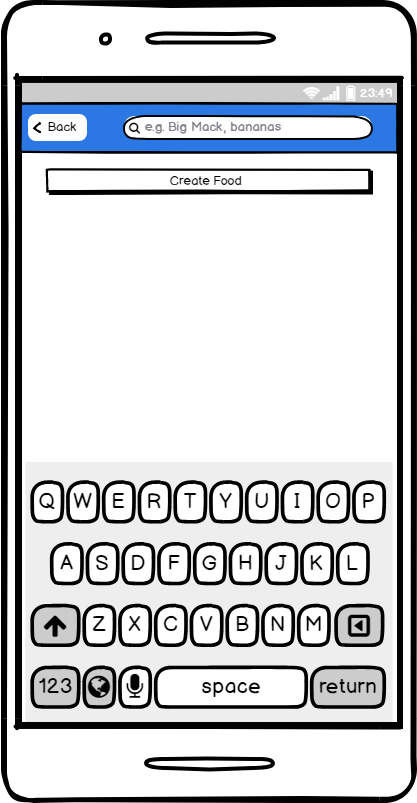 23:49
Back
e.g. Big Mack, bananas
Create Food
Q W E R T Y U I O P
A S D F G H J K L
Z X C V B N M
123 space return